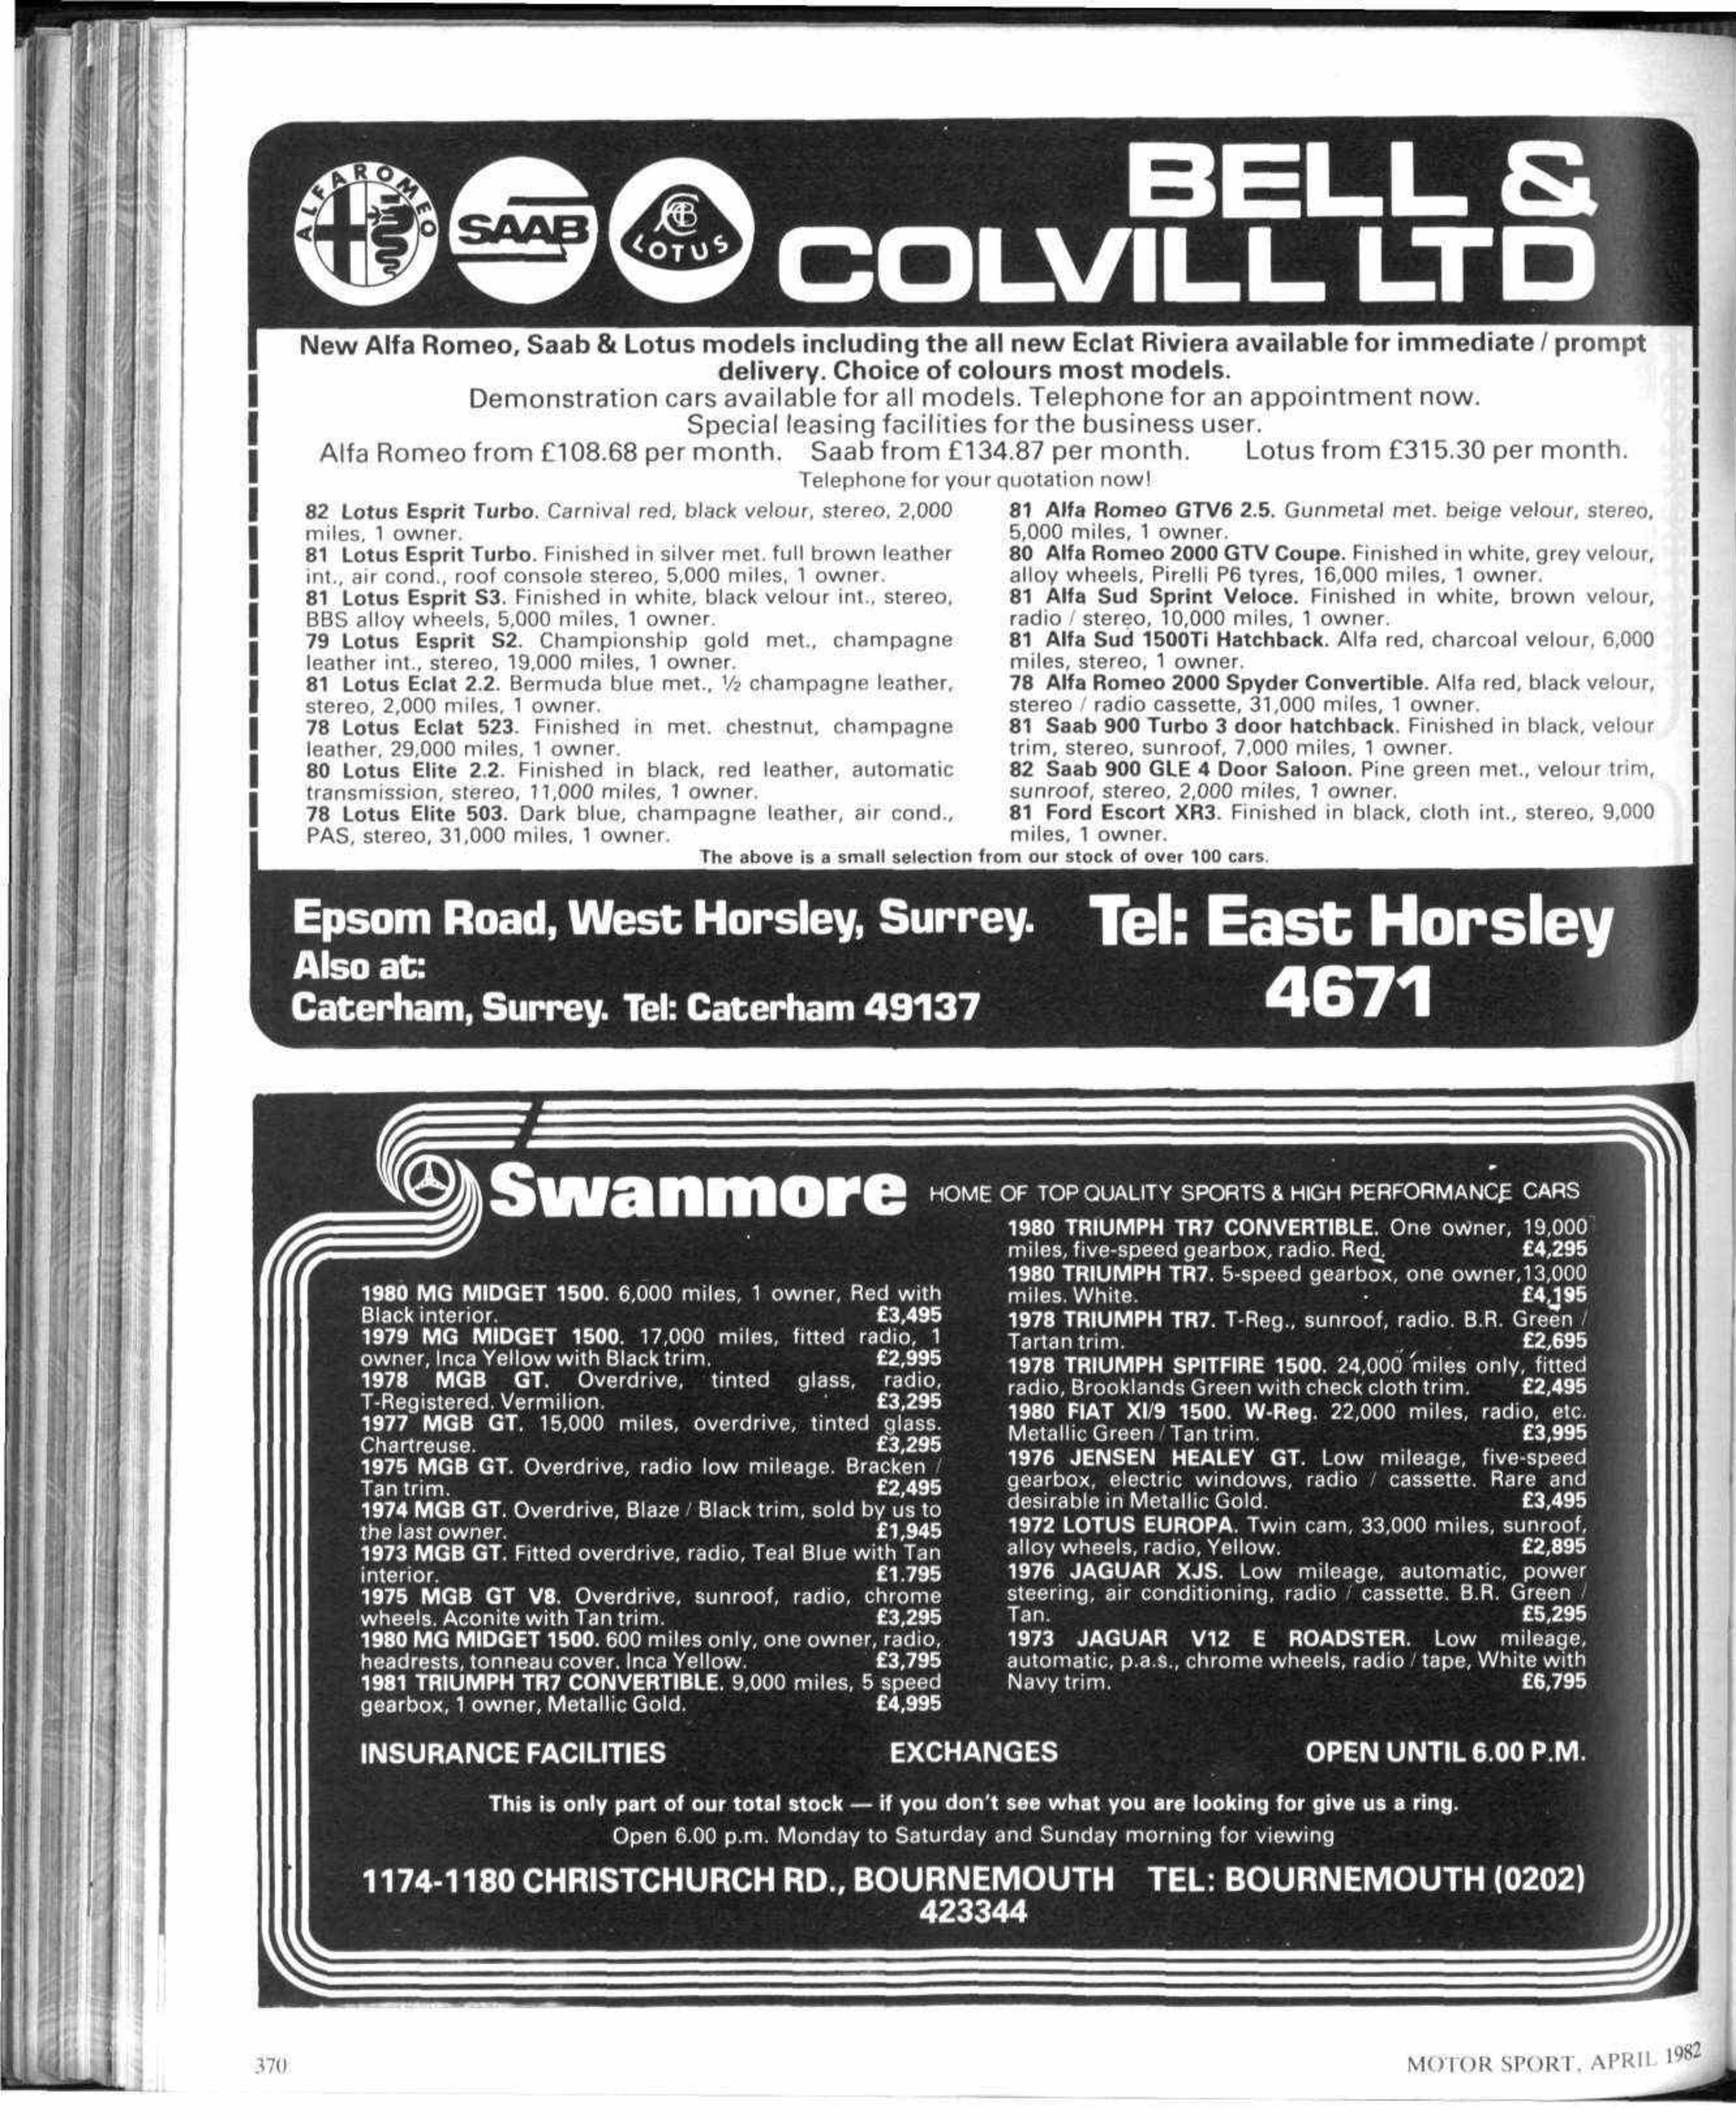 ALFA ROMEO
SAAB
LOTUS
BELL &
COLVILL LTD
New Alfa Romeo, Saab & Lotus models including the all new Eclat Riviera available for immediate / prompt
delivery. Choice of colours most models.
Demonstration cars available for all models. Telephone for an appointment now.
Special leasing facilities for the business user.
Alfa Romeo from £108.68 per month. Saab from £134.87 per month. Lotus from £315.30 per month.
Telephone for your quotation now!
82 Lotus Esprit Turbo. Carnival red, black velour, stereo, 2,000
miles, 1 owner.
81 Lotus Esprit Turbo. Finished in silver met. full brown leather
int., air cond., roof console stereo, 5,000 miles, 1 owner.
81 Lotus Esprit S3. Finished in white, black velour int., stereo,
BBS alloy wheels, 5,000 miles, 1 owner.
79 Lotus Esprit S2. Championship gold met., champagne
leather int., stereo, 19,000 miles, 1 owner.
81 Lotus Eclat 2.2. Bermuda blue met., ½ champagne leather,
stereo, 2,000 miles, 1 owner.
78 Lotus Eclat 523. Finished in met. chestnut, champagne
leather, 29,000 miles, 1 owner.
80 Lotus Elite 2.2. Finished in black, red leather, automatic
transmission, stereo, 11,000 miles, 1 owner.
78 Lotus Elite 503. Dark blue, champagne leather, air cond.,
PAS, stereo, 31,000 miles, 1 owner.
81 Alfa Romeo GTV6 2.5. Gunmetal met. beige velour, stereo,
5,000 miles, 1 owner.
80 Alfa Romeo 2000 GTV Coupe. Finished in white, grey velour,
alloy wheels, Pirelli P6 tyres, 16,000 miles, 1 owner.
81 Alfa Sud Sprint Veloce. Finished in white, brown velour,
radio / stereo, 10,000 miles, 1 owner.
81 Alfa Sud 1500Ti Hatchback. Alfa red, charcoal velour, 6,000
miles, stereo, 1 owner.
78 Alfa Romeo 2000 Spyder Convertible. Alfa red, black velour,
stereo / radio cassette, 31,000 miles, 1 owner.
81 Saab 900 Turbo 3 door hatchback. Finished in black, velour
trim, stereo, sunroof, 7,000 miles, 1 owner.
82 Saab 900 GLE 4 Door Saloon. Pine green met., velour trim,
sunroof, stereo, 2,000 miles, 1 owner.
81 Ford Escort XR3. Finished in black, cloth int., stereo, 9,000
miles, 1 owner.
The above is a small selection from our stock of over 100 cars.
Epsom Road, West Horsley, Surrey.
Also at:
Caterham, Surrey. Tel: Caterham 49137
Tel: East Horsley
4671
Swanmore HOME OF TOP QUALITY SPORTS & HIGH PERFORMANCE CARS
1980 MG MIDGET 1500. 6,000 miles, 1 owner, Red with
Black interior. £3,495
1979 MG MIDGET 1500. 17,000 miles, fitted radio, 1
owner, Inca Yellow with Black trim. £2,995
1978 MGB GT. Overdrive, tinted glass, radio,
T-Registered. Vermilion. £3,295
1977 MGB GT. 15,000 miles, overdrive, tinted glass.
Chartreuse. £3,295
1975 MGB GT. Overdrive, radio low mileage. Bracken /
Tan trim. £2,495
1974 MGB GT. Overdrive, Blaze / Black trim, sold by us to
the last owner. £1,945
1973 MGB GT. Fitted overdrive, radio, Teal Blue with Tan
interior. £1.795
1975 MGB GT V8. Overdrive, sunroof, radio, chrome
wheels. Aconite with Tan trim. £3,295
1980 MG MIDGET 1500. 600 miles only, one owner, radio,
headrests, tonneau cover. Inca Yellow. £3,795
1981 TRIUMPH TR7 CONVERTIBLE. 9,000 miles, 5 speed
gearbox, 1 owner, Metallic Gold. £4,995
1980 TRIUMPH TR7 CONVERTIBLE. One owner, 19,000
miles, five-speed gearbox, radio. Red. £4,295
1980 TRIUMPH TR7. 5-speed gearbox, one owner,13,000
miles. White. £4,195
1978 TRIUMPH TR7. T-Reg., sunroof, radio. B.R. Green /
Tartan trim. £2,695
1978 TRIUMPH SPITFIRE 1500. 24,000 miles only, fitted
radio, Brooklands Green with check cloth trim. £2,495
1980 FIAT XI/9 1500. W-Reg. 22,000 miles, radio, etc.
Metallic Green / Tan trim. £3,995
1976 JENSEN HEALEY GT. Low mileage, five-speed
gearbox, electric windows, radio / cassette. Rare and
desirable in Metallic Gold. £3,495
1972 LOTUS EUROPA. Twin cam, 33,000 miles, sunroof,
alloy wheels, radio, Yellow. £2,895
1976 JAGUAR XJS. Low mileage, automatic, power
steering, air conditioning, radio / cassette. B.R. Green /
Tan. £5,295
1973 JAGUAR V12 E ROADSTER. Low mileage,
automatic, p.a.s., chrome wheels, radio / tape, White with
Navy trim. £6,795
INSURANCE FACILITIES EXCHANGES OPEN UNTIL 6.00 P.M.
This is only part of our total stock — if you don't see what you are looking for give us a ring.
Open 6.00 p.m. Monday to Saturday and Sunday morning for viewing
1174-1180 CHRISTCHURCH RD., BOURNEMOUTH TEL: BOURNEMOUTH (0202)
423344
370
MOTOR SPORT, APRIL 1982